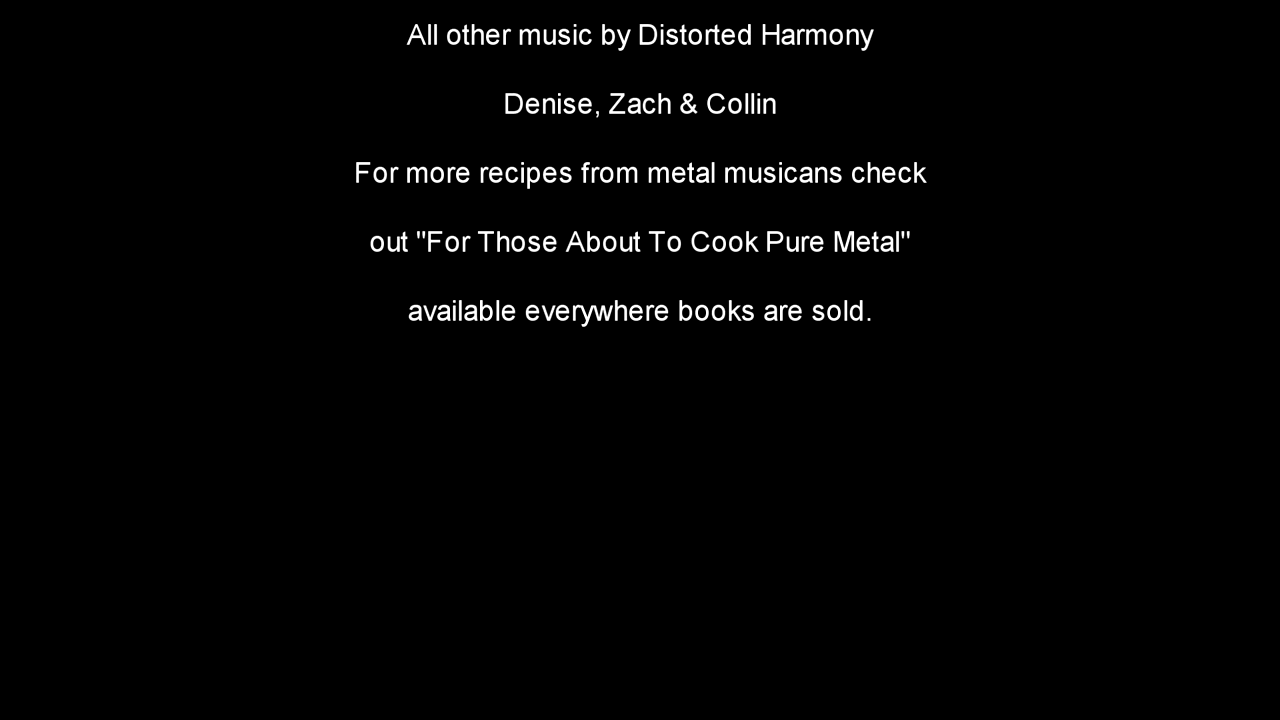 All other music by Distorted Harmony
Denise, Zach & Collin
For more recipes from metal musicans check
out "For Those About To Cook Pure Metal"
available everywhere books are sold.